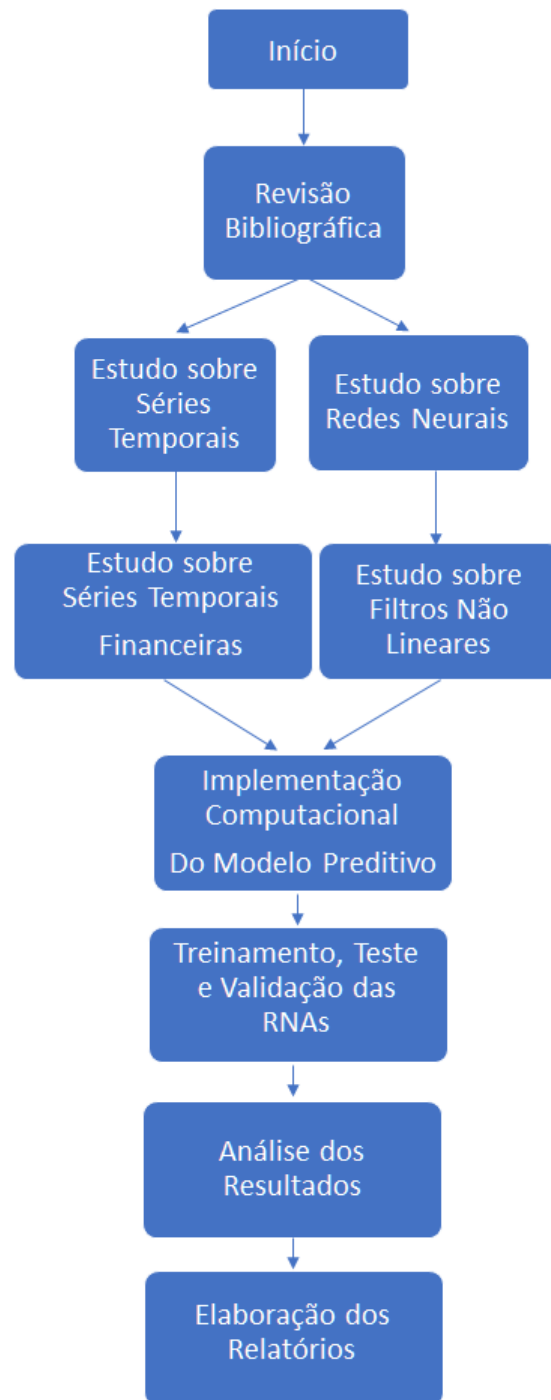 Início
Revisão
Bibliográfica
Estudo sobre
Séries
Temporais
Estudo sobre
Redes Neurais
Estudo sobre
Séries Temporais
Financeiras
Estudo sobre
Filtros Não
Lineares
Implementação
Computacional
Do Modelo Preditivo
Treinamento, Teste
e Validação das
RNAs
Análise dos
Resultados
Elaboração dos
Relatórios